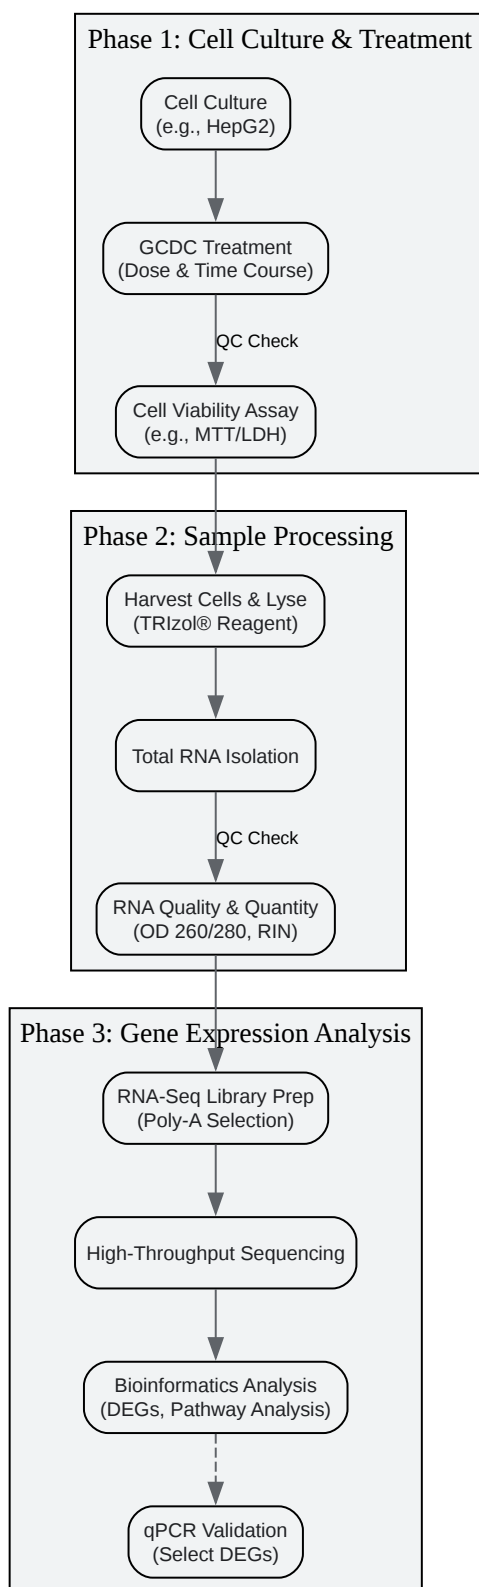 Phase 1: Cell Culture & Treatment
Cell Culture
(e.g., HepG2)
GCDC Treatment
(Dose & Time Course)
QC Check
Cell Viability Assay
(e.g., MTT/LDH)
Phase 2: Sample Processing
Harvest Cells & Lyse
(TRIzol® Reagent)
Total RNA Isolation
QC Check
RNA Quality & Quantity
(OD 260/280, RIN)
Phase 3: Gene Expression Analysis
RNA-Seq Library Prep
(Poly-A Selection)
High-Throughput Sequencing
Bioinformatics Analysis
(DEGs, Pathway Analysis)
qPCR Validation
(Select DEGs)